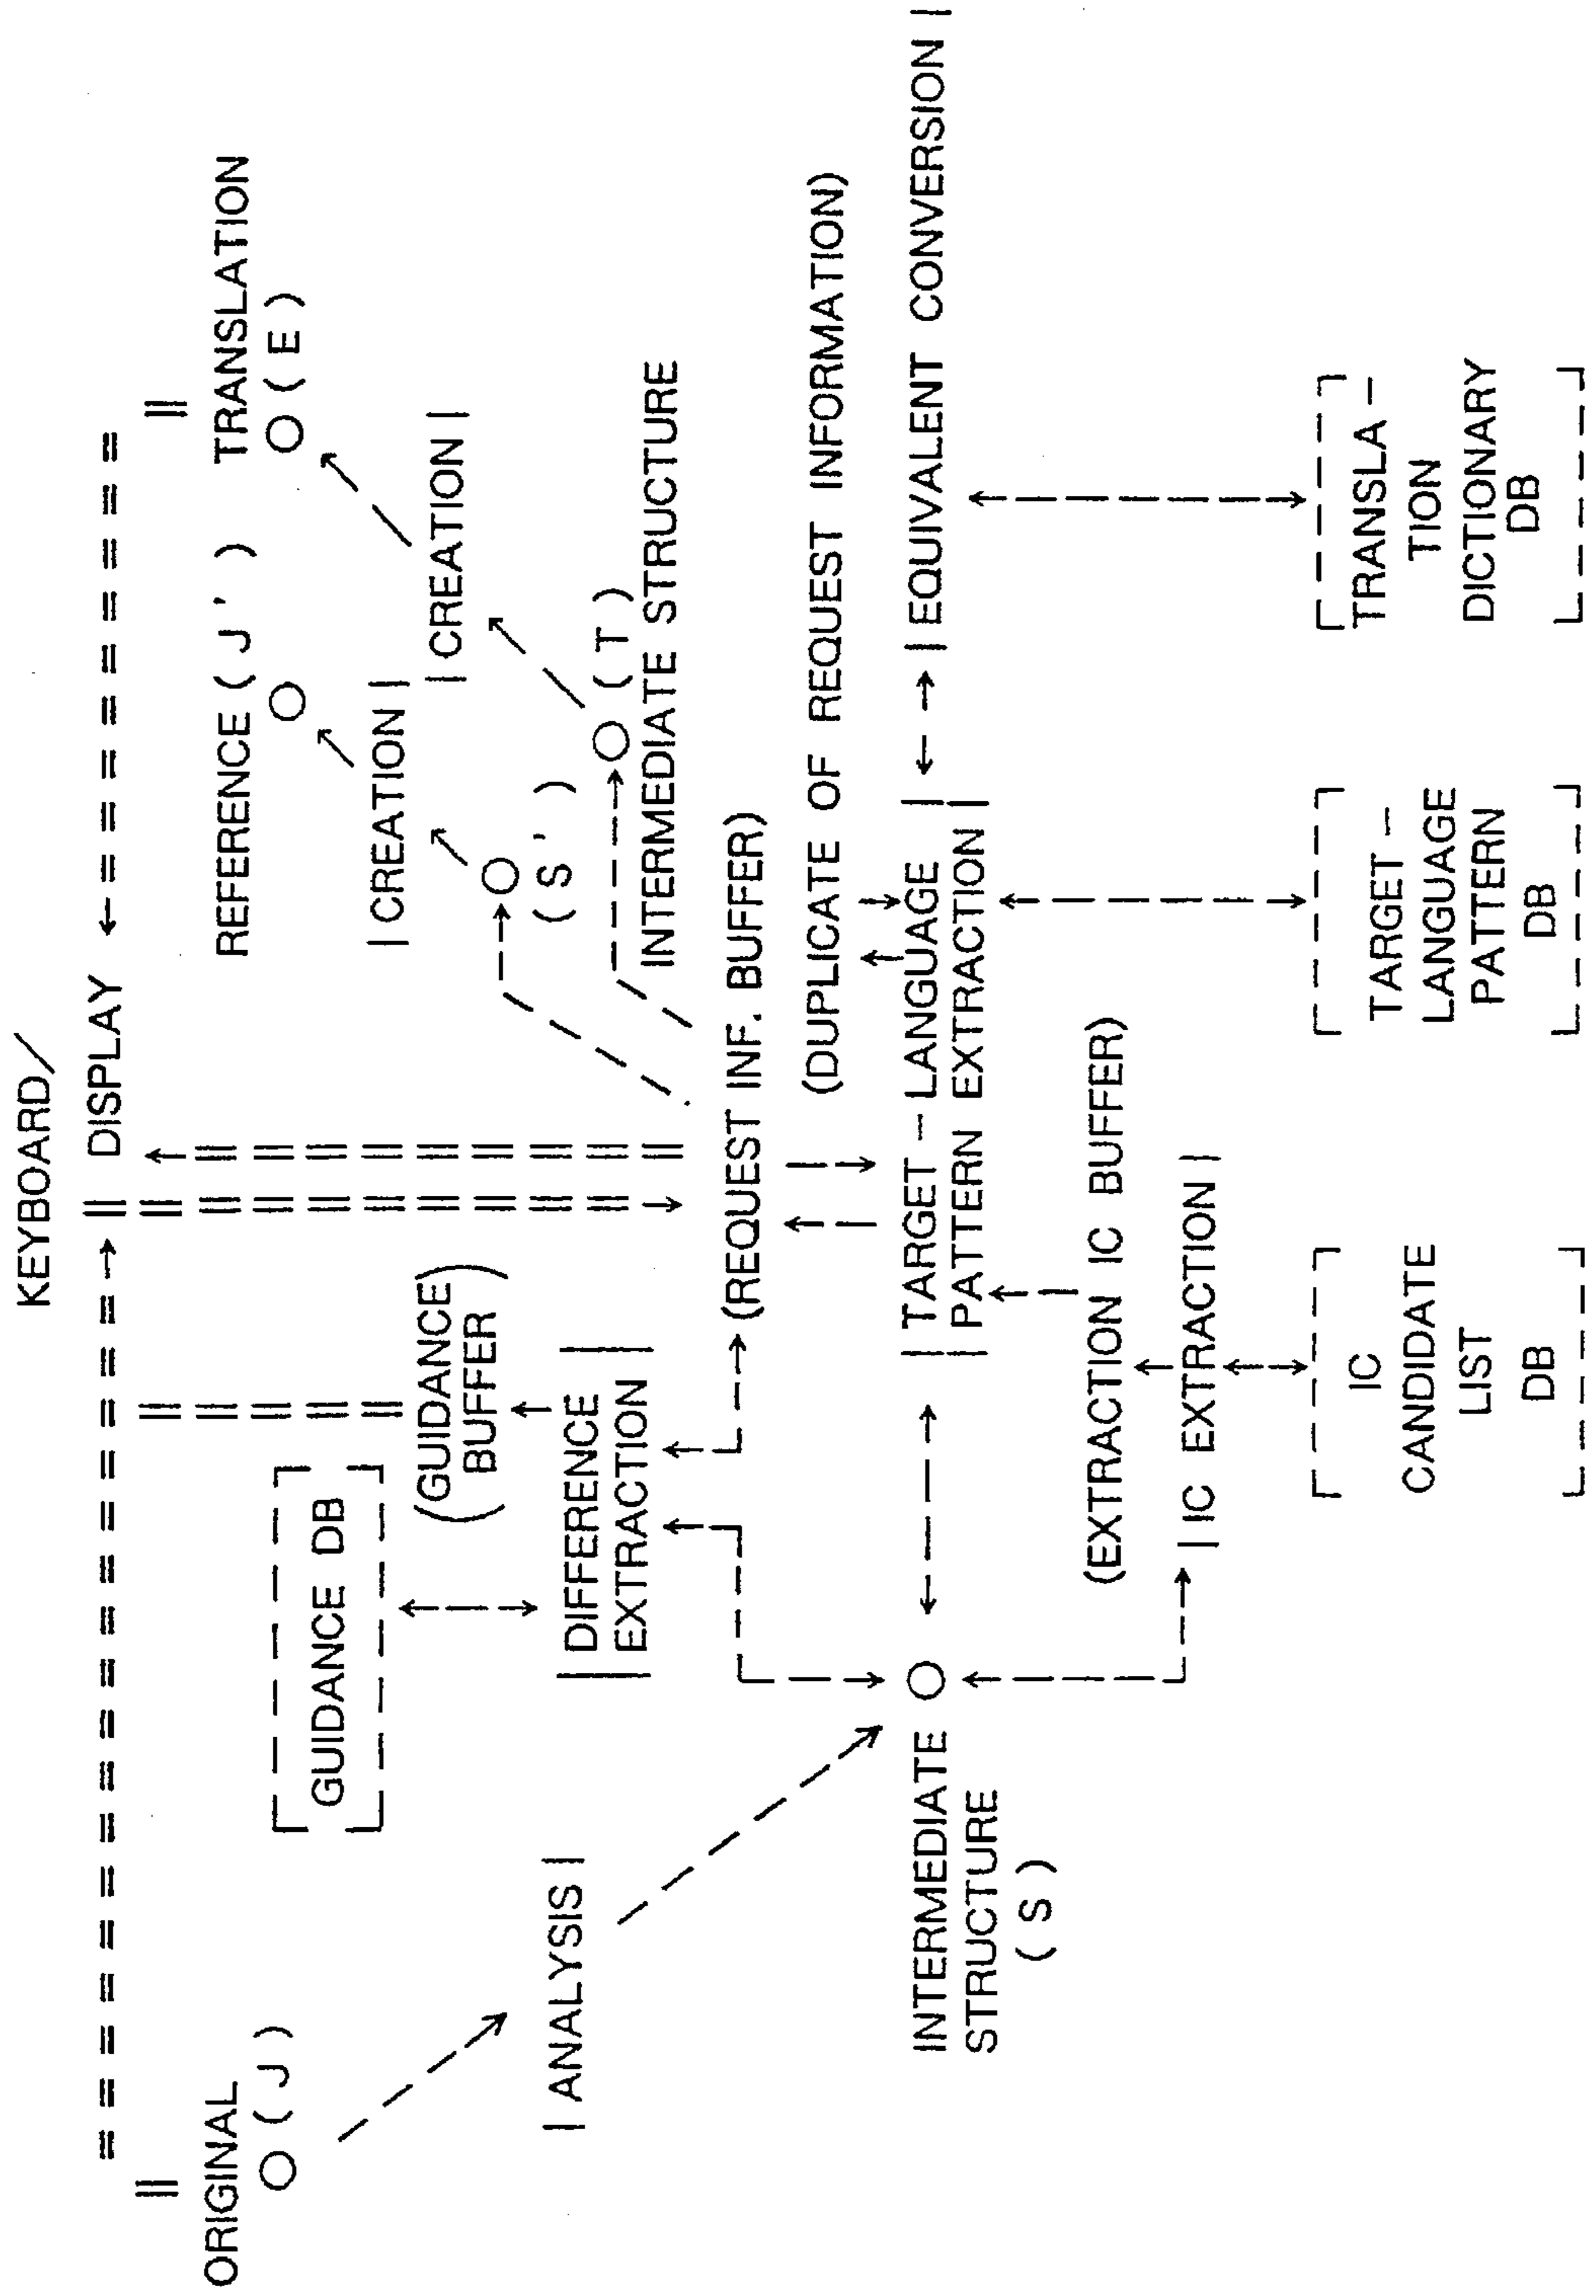 KEYBOARD/
DISPLAY
ORIGINAL
( J )
REFERENCE ( J ' )
TRANSLATION
( E )
GUIDANCE DB
| CREATION |
| CREATION |
(GUIDANCE
BUFFER)
( S ' )
( T )
INTERMEDIATE STRUCTURE
| ANALYSIS |
| DIFFERENCE |
| EXTRACTION |
(REQUEST INF. BUFFER)
(DUPLICATE OF REQUEST INFORMATION)
INTERMEDIATE
STRUCTURE
( S )
| TARGET – LANGUAGE |
| PATTERN EXTRACTION |
| EQUIVALENT CONVERSION |
(EXTRACTION IC BUFFER)
| IC EXTRACTION |
IC
CANDIDATE
LIST
DB
TARGET –
LANGUAGE
PATTERN
DB
TRANSLA –
TION
DICTIONARY
DB